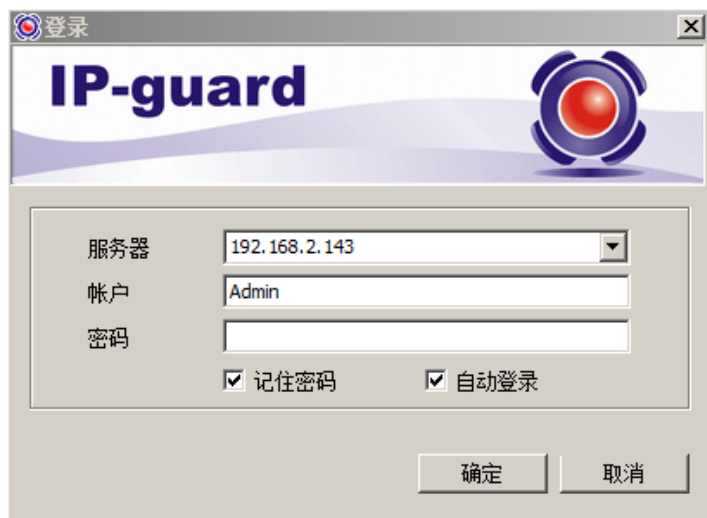 登录
IP-guard
服务器 192.168.2.143
帐户 Admin
密码
记住密码 自动登录
确定 取消